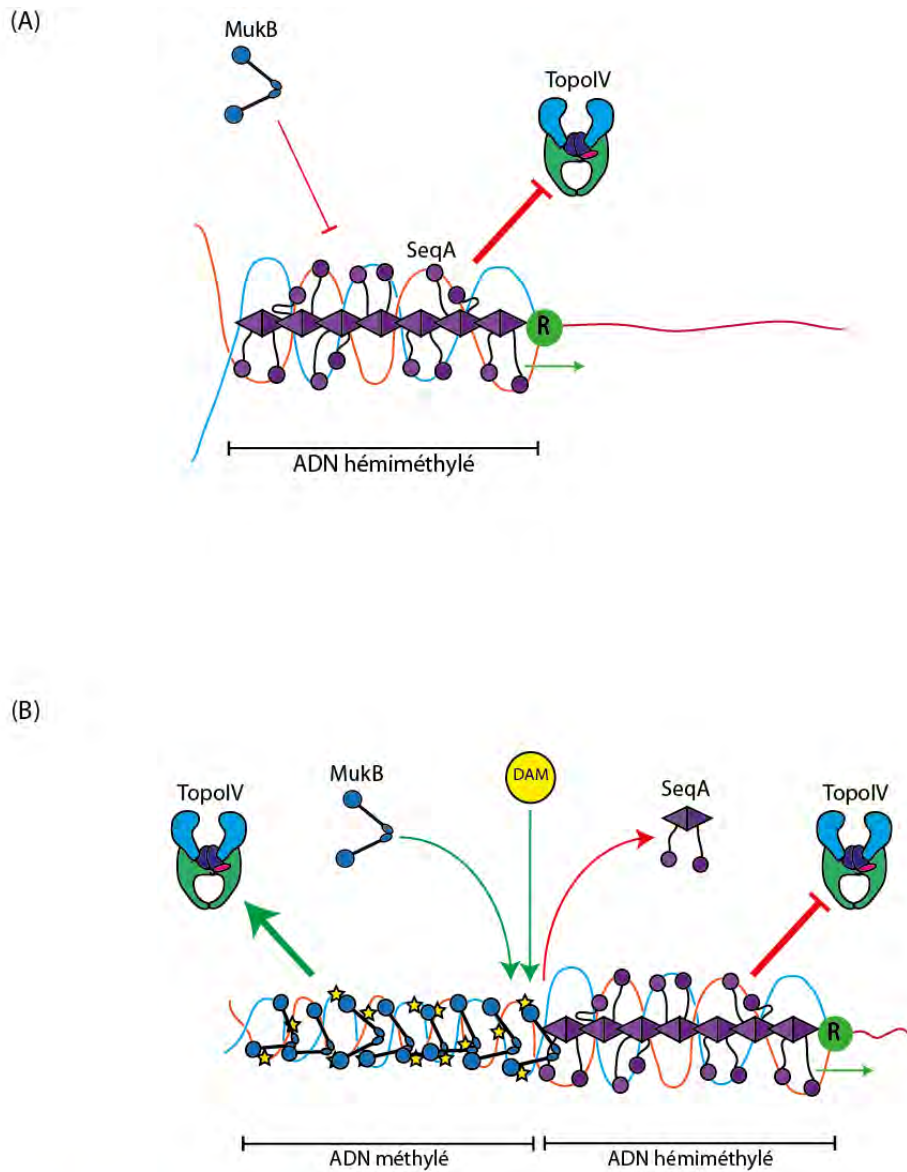 (A)
MukB
TopoIV
SeqA
R
ADN hémiméthylé
(B)
DAM
MukB
SeqA
TopoIV
TopoIV
R
ADN méthylé
ADN hémiméthylé